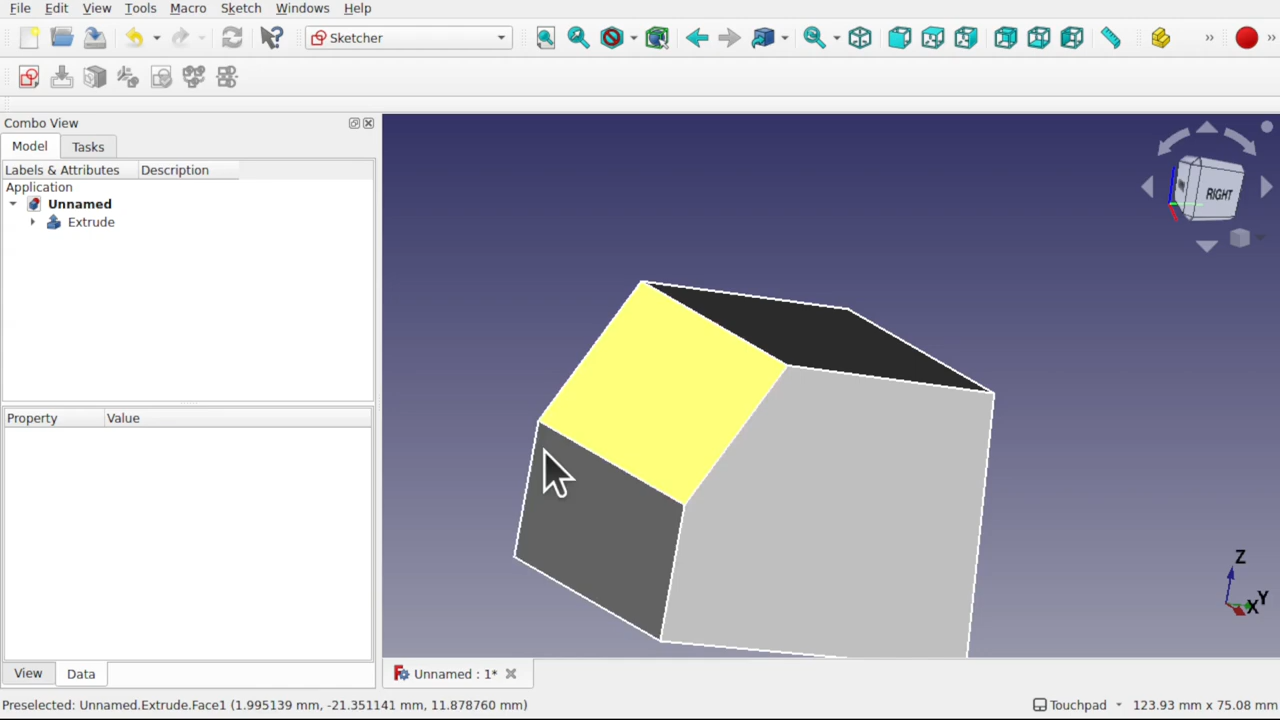 File Edit View Tools Macro Sketch Windows Help
Sketcher
Combo View
Model Tasks
Labels & Attributes Description
Application
Unnamed
Extrude
Property Value
View Data
RIGHT
Z
Y
X
Unnamed : 1*
Preselected: Unnamed.Extrude.Face1 (1.995139 mm, -21.351141 mm, 11.878760 mm)
Touchpad 123.93 mm x 75.08 mm